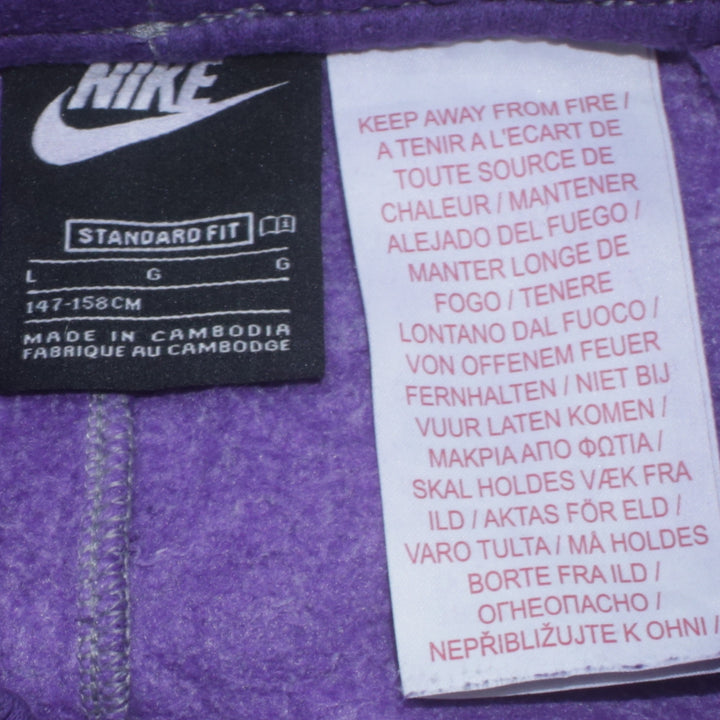 NIKE
STANDARD FIT
L G G
147-158CM
MADE IN CAMBODIA
FABRIQUE AU CAMBODGE
KEEP AWAY FROM FIRE /
A TENIR A L'ECART DE
TOUTE SOURCE DE
CHALEUR / MANTENER
ALEJADO DEL FUEGO /
MANTER LONGE DE
FOGO / TENERE
LONTANO DAL FUOCO /
VON OFFENEM FEUER
FERNHALTEN / NIET BIJ
VUUR LATEN KOMEN /
ΜΑΚΡΙΑ ΑΠΟ ΦΩΤΙΑ /
SKAL HOLDES VÆK FRA
ILD / AKTAS FÖR ELD /
VARO TULTA / MÅ HOLDES
BORTE FRA ILD /
ОГНЕОПАСНО /
NEPŘIBLIŽUJTE K OHNI /